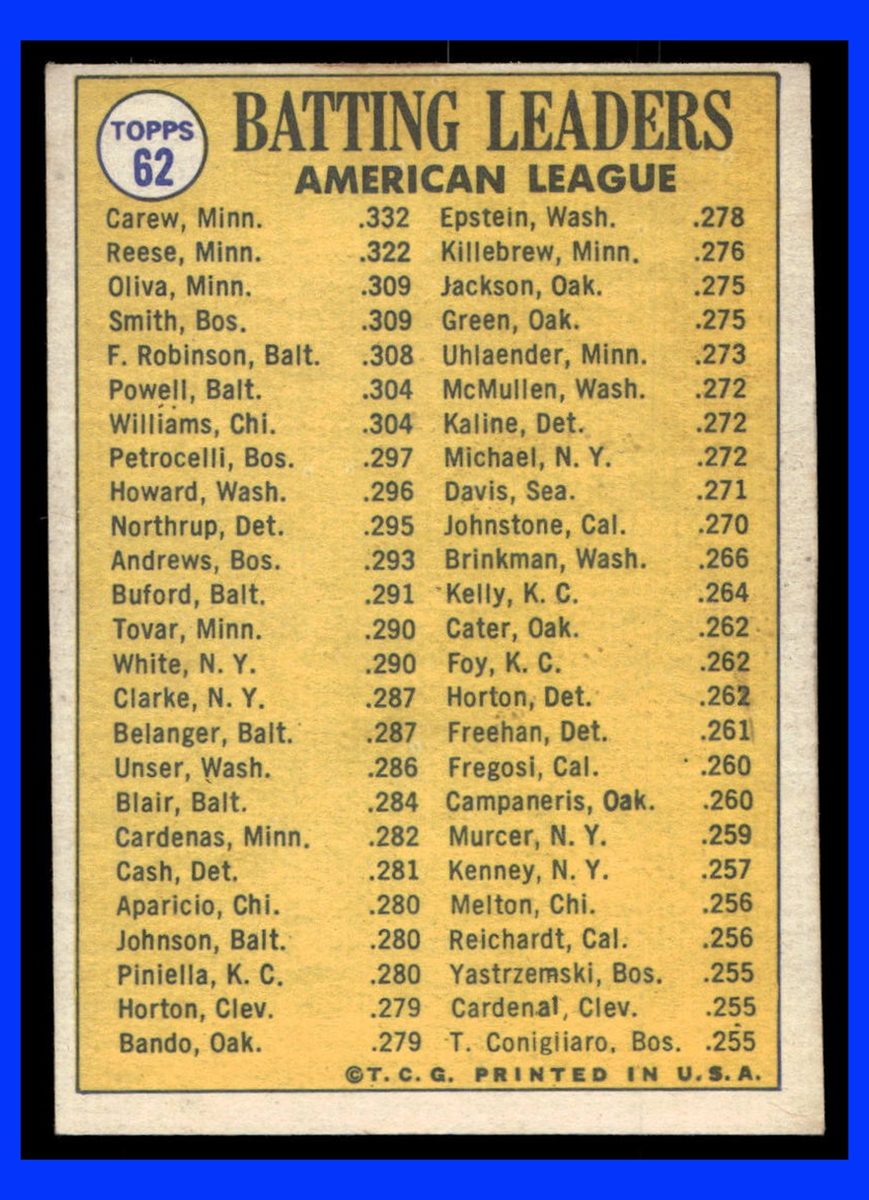 TOPPS
62
BATTING LEADERS
AMERICAN LEAGUE
Carew, Minn. .332 Epstein, Wash. .278
Reese, Minn. .322 Killebrew, Minn. .276
Oliva, Minn. .309 Jackson, Oak. .275
Smith, Bos. .309 Green, Oak. .275
F. Robinson, Balt. .308 Uhlaender, Minn. .273
Powell, Balt. .304 McMullen, Wash. .272
Williams, Chi. .304 Kaline, Det. .272
Petrocelli, Bos. .297 Michael, N. Y. .272
Howard, Wash. .296 Davis, Sea. .271
Northrup, Det. .295 Johnstone, Cal. .270
Andrews, Bos. .293 Brinkman, Wash. .266
Buford, Balt. .291 Kelly, K. C. .264
Tovar, Minn. .290 Cater, Oak. .262
White, N. Y. .290 Foy, K. C. .262
Clarke, N. Y. .287 Horton, Det. .262
Belanger, Balt. .287 Freehan, Det. .261
Unser, Wash. .286 Fregosi, Cal. .260
Blair, Balt. .284 Campaneris, Oak. .260
Cardenas, Minn. .282 Murcer, N. Y. .259
Cash, Det. .281 Kenney, N. Y. .257
Aparicio, Chi. .280 Melton, Chi. .256
Johnson, Balt. .280 Reichardt, Cal. .256
Piniella, K. C. .280 Yastrzemski, Bos. .255
Horton, Clev. .279 Cardenal, Clev. .255
Bando, Oak. .279 T. Conigliaro, Bos. .255
©T. C. G. PRINTED IN U.S.A.